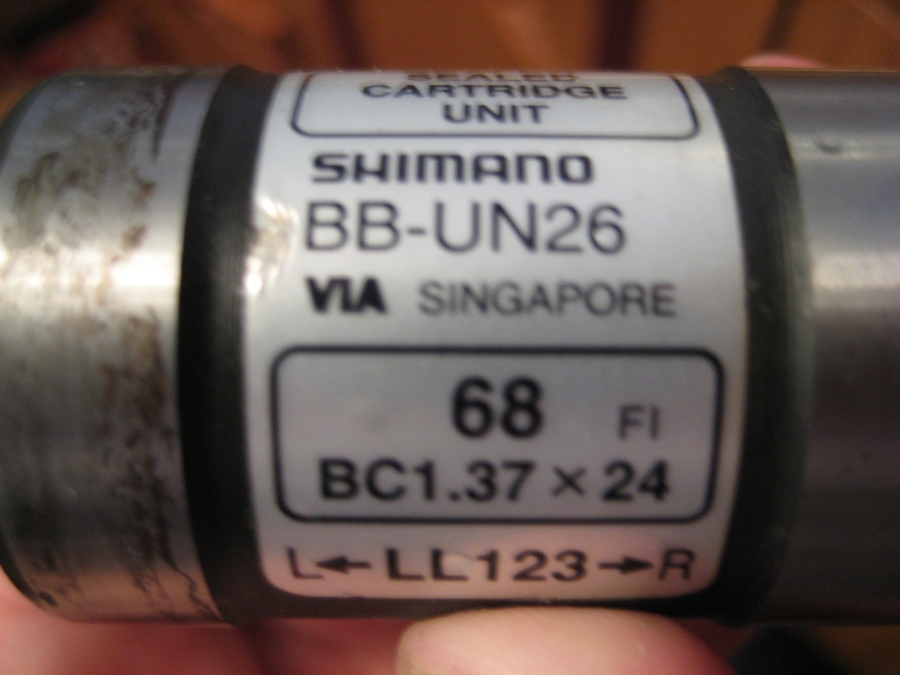 SEALED
CARTRIDGE
UNIT
SHIMANO
BB-UN26
VIA SINGAPORE
68 FI
BC1.37 × 24
L←LL123→R